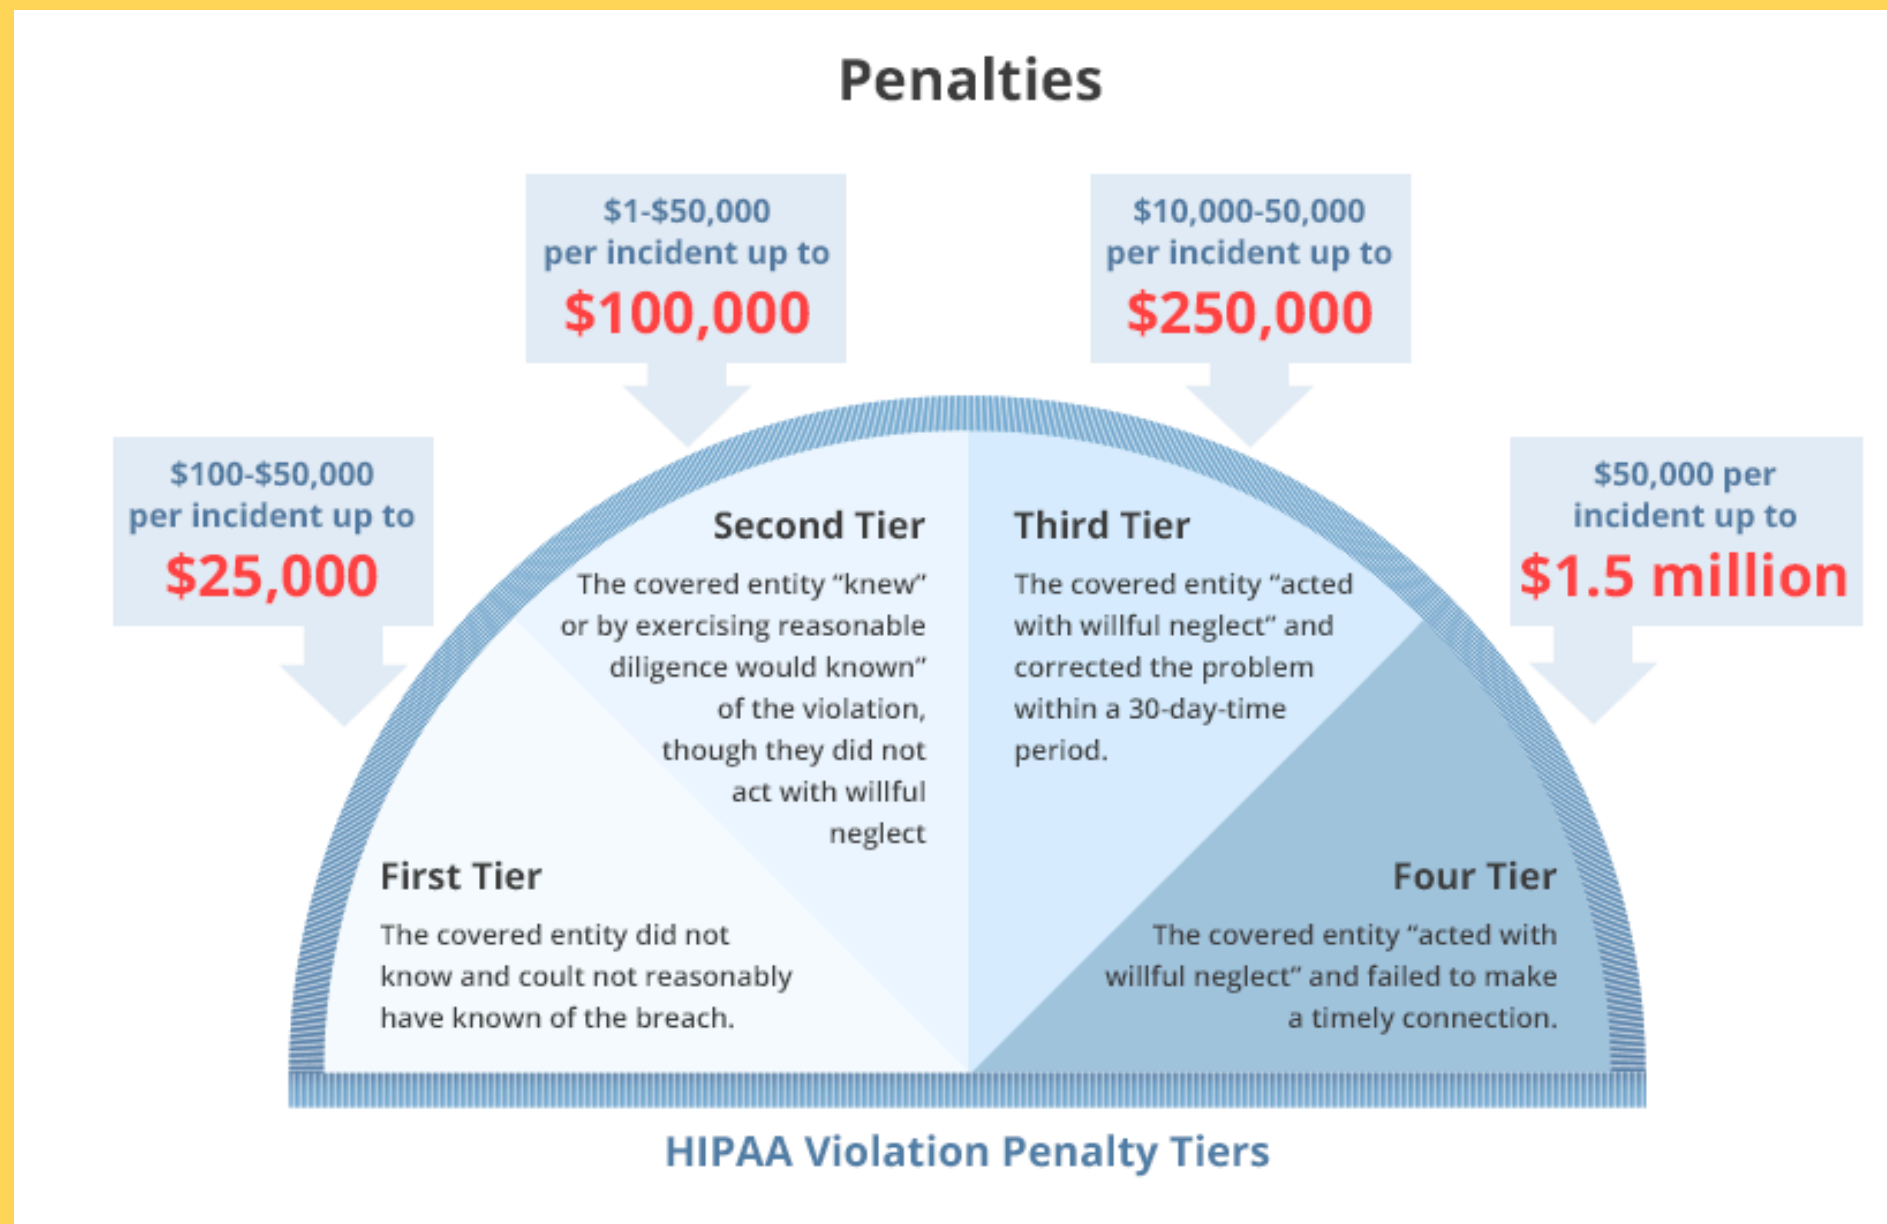 Penalties
$1-$50,000
per incident up to
$100,000
$10,000-50,000
per incident up to
$250,000
$100-$50,000
per incident up to
$25,000
$50,000 per
incident up to
$1.5 million
Second Tier
The covered entity “knew”
or by exercising reasonable
diligence would known”
of the violation,
though they did not
act with willful
neglect
Third Tier
The covered entity “acted
with willful neglect” and
corrected the problem
within a 30-day-time
period.
First Tier
The covered entity did not
know and coult not reasonably
have known of the breach.
Four Tier
The covered entity “acted with
willful neglect” and failed to make
a timely connection.
HIPAA Violation Penalty Tiers